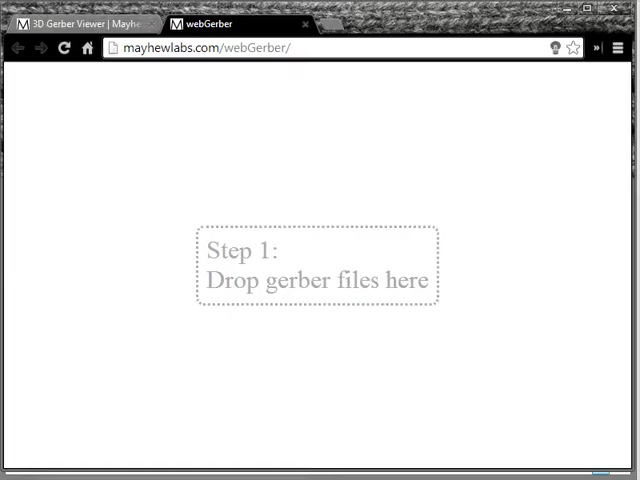 3D Gerber Viewer | Mayhe
webGerber
mayhewlabs.com/webGerber/
Step 1:
Drop gerber files here